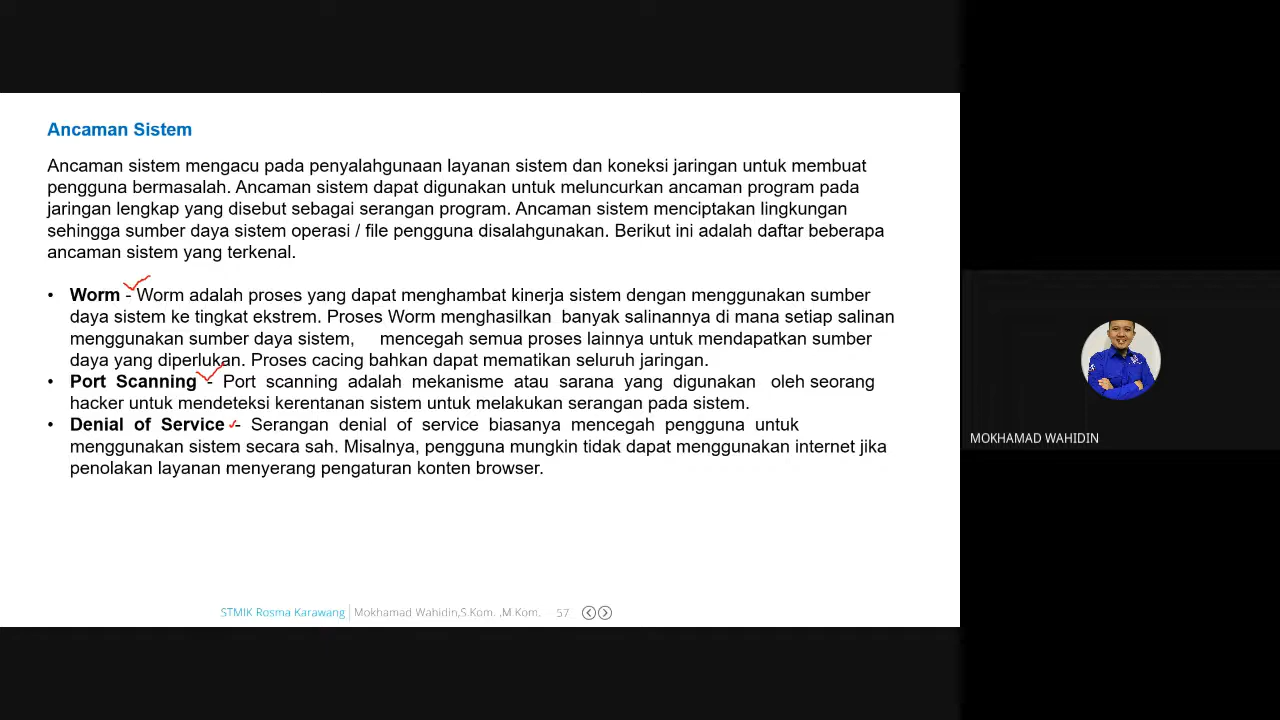 Ancaman Sistem
Ancaman sistem mengacu pada penyalahgunaan layanan sistem dan koneksi jaringan untuk membuat
pengguna bermasalah. Ancaman sistem dapat digunakan untuk meluncurkan ancaman program pada
jaringan lengkap yang disebut sebagai serangan program. Ancaman sistem menciptakan lingkungan
sehingga sumber daya sistem operasi / file pengguna disalahgunakan. Berikut ini adalah daftar beberapa
ancaman sistem yang terkenal.
• Worm - Worm adalah proses yang dapat menghambat kinerja sistem dengan menggunakan sumber
daya sistem ke tingkat ekstrem. Proses Worm menghasilkan banyak salinannya di mana setiap salinan
menggunakan sumber daya sistem, mencegah semua proses lainnya untuk mendapatkan sumber
daya yang diperlukan. Proses cacing bahkan dapat mematikan seluruh jaringan.
• Port Scanning - Port scanning adalah mekanisme atau sarana yang digunakan oleh seorang
hacker untuk mendeteksi kerentanan sistem untuk melakukan serangan pada sistem.
• Denial of Service - Serangan denial of service biasanya mencegah pengguna untuk
menggunakan sistem secara sah. Misalnya, pengguna mungkin tidak dapat menggunakan internet jika
penolakan layanan menyerang pengaturan konten browser.
STMIK Rosma Karawang | Mokhamad Wahidin,S.Kom. ,M.Kom. 57
MOKHAMAD WAHIDIN